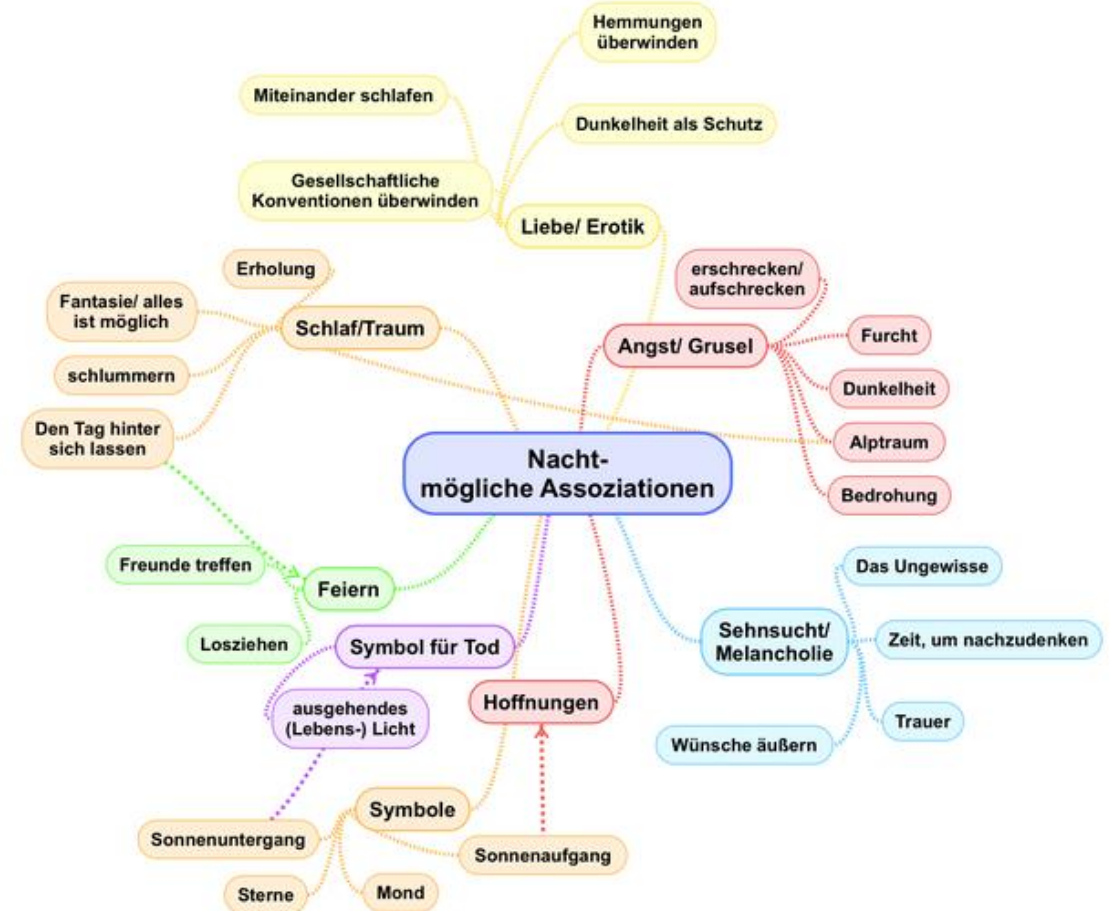 Hemmungen
überwinden
Miteinander schlafen
Dunkelheit als Schutz
Gesellschaftliche
Konventionen überwinden
Liebe/ Erotik
Erholung
Fantasie/ alles
ist möglich
Schlaf/Traum
schlummern
Den Tag hinter
sich lassen
erschrecken/
aufschrecken
Angst/ Grusel
Furcht
Dunkelheit
Alptraum
Bedrohung
Nacht-
mögliche Assoziationen
Freunde treffen
Feiern
Losziehen
Symbol für Tod
ausgehendes
(Lebens-) Licht
Hoffnungen
Das Ungewisse
Sehnsucht/
Melancholie
Zeit, um nachzudenken
Trauer
Wünsche äußern
Symbole
Sonnenuntergang
Sonnenaufgang
Sterne
Mond